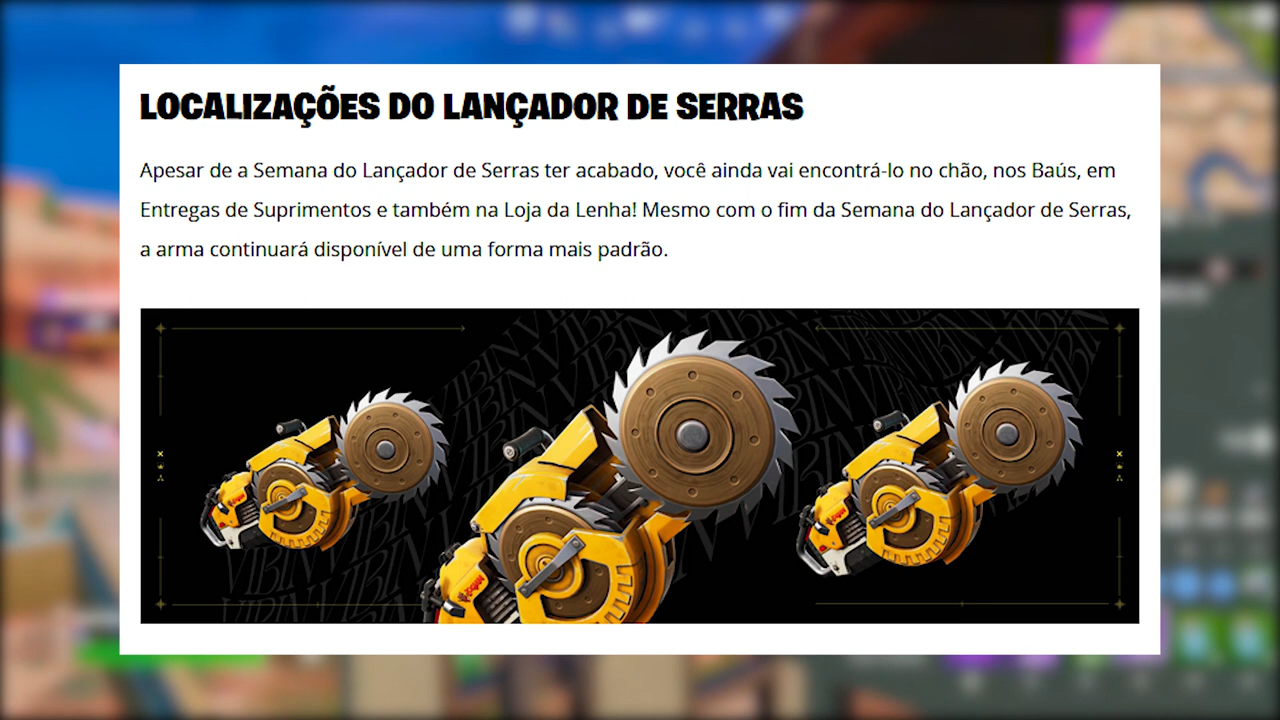 LOCALIZAÇÕES DO LANÇADOR DE SERRAS
Apesar de a Semana do Lançador de Serras ter acabado, você ainda vai encontrá-lo no chão, nos Baús, em
Entregas de Suprimentos e também na Loja da Lenha! Mesmo com o fim da Semana do Lançador de Serras,
a arma continuará disponível de uma forma mais padrão.